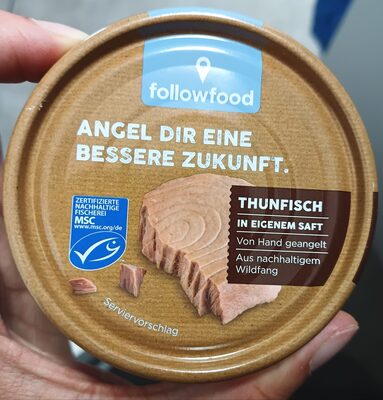 followfood
ANGEL DIR EINE
BESSERE ZUKUNFT.
THUNFISCH
IN EIGENEM SAFT
Von Hand geangelt
Aus nachhaltigem
Wildfang
ZERTIFIZIERTE
NACHHALTIGE
FISCHEREI
MSC
www.msc.org/de
Serviervorschlag